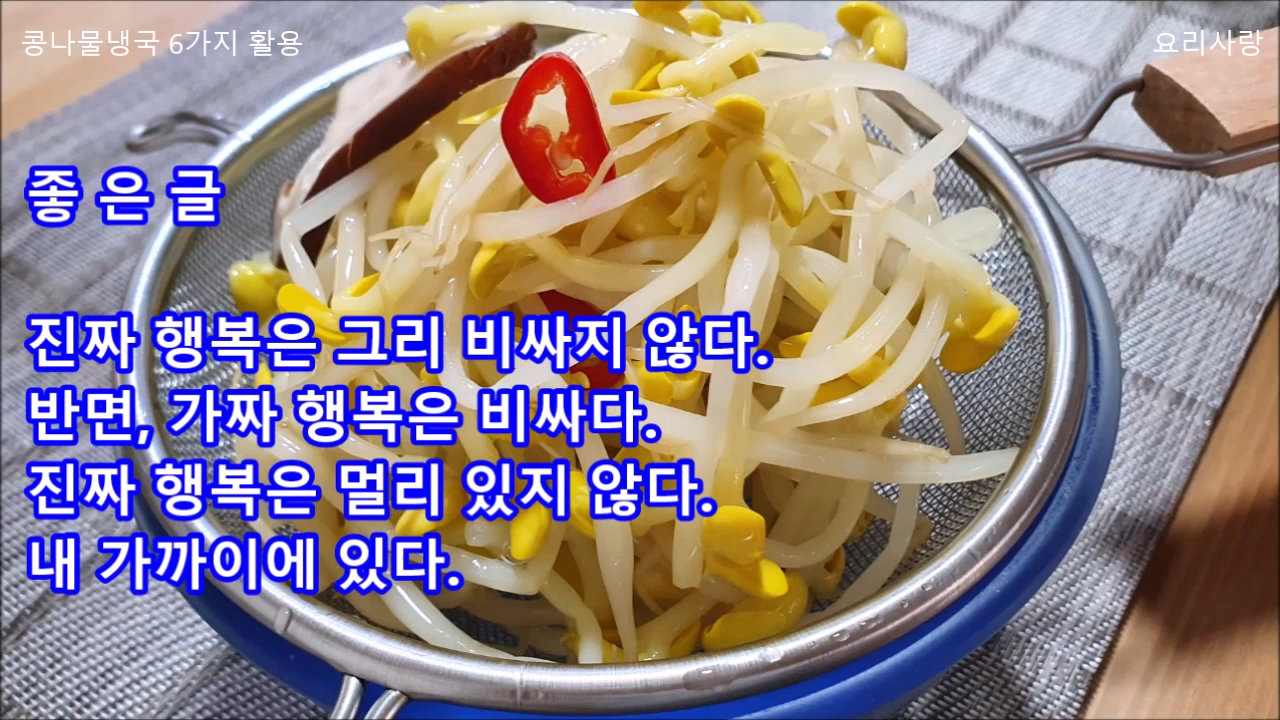 콩나물냉국 6가지 활용
요리사랑
좋 은 글
진짜 행복은 그리 비싸지 않다.
반면, 가짜 행복은 비싸다.
진짜 행복은 멀리 있지 않다.
내 가까이에 있다.